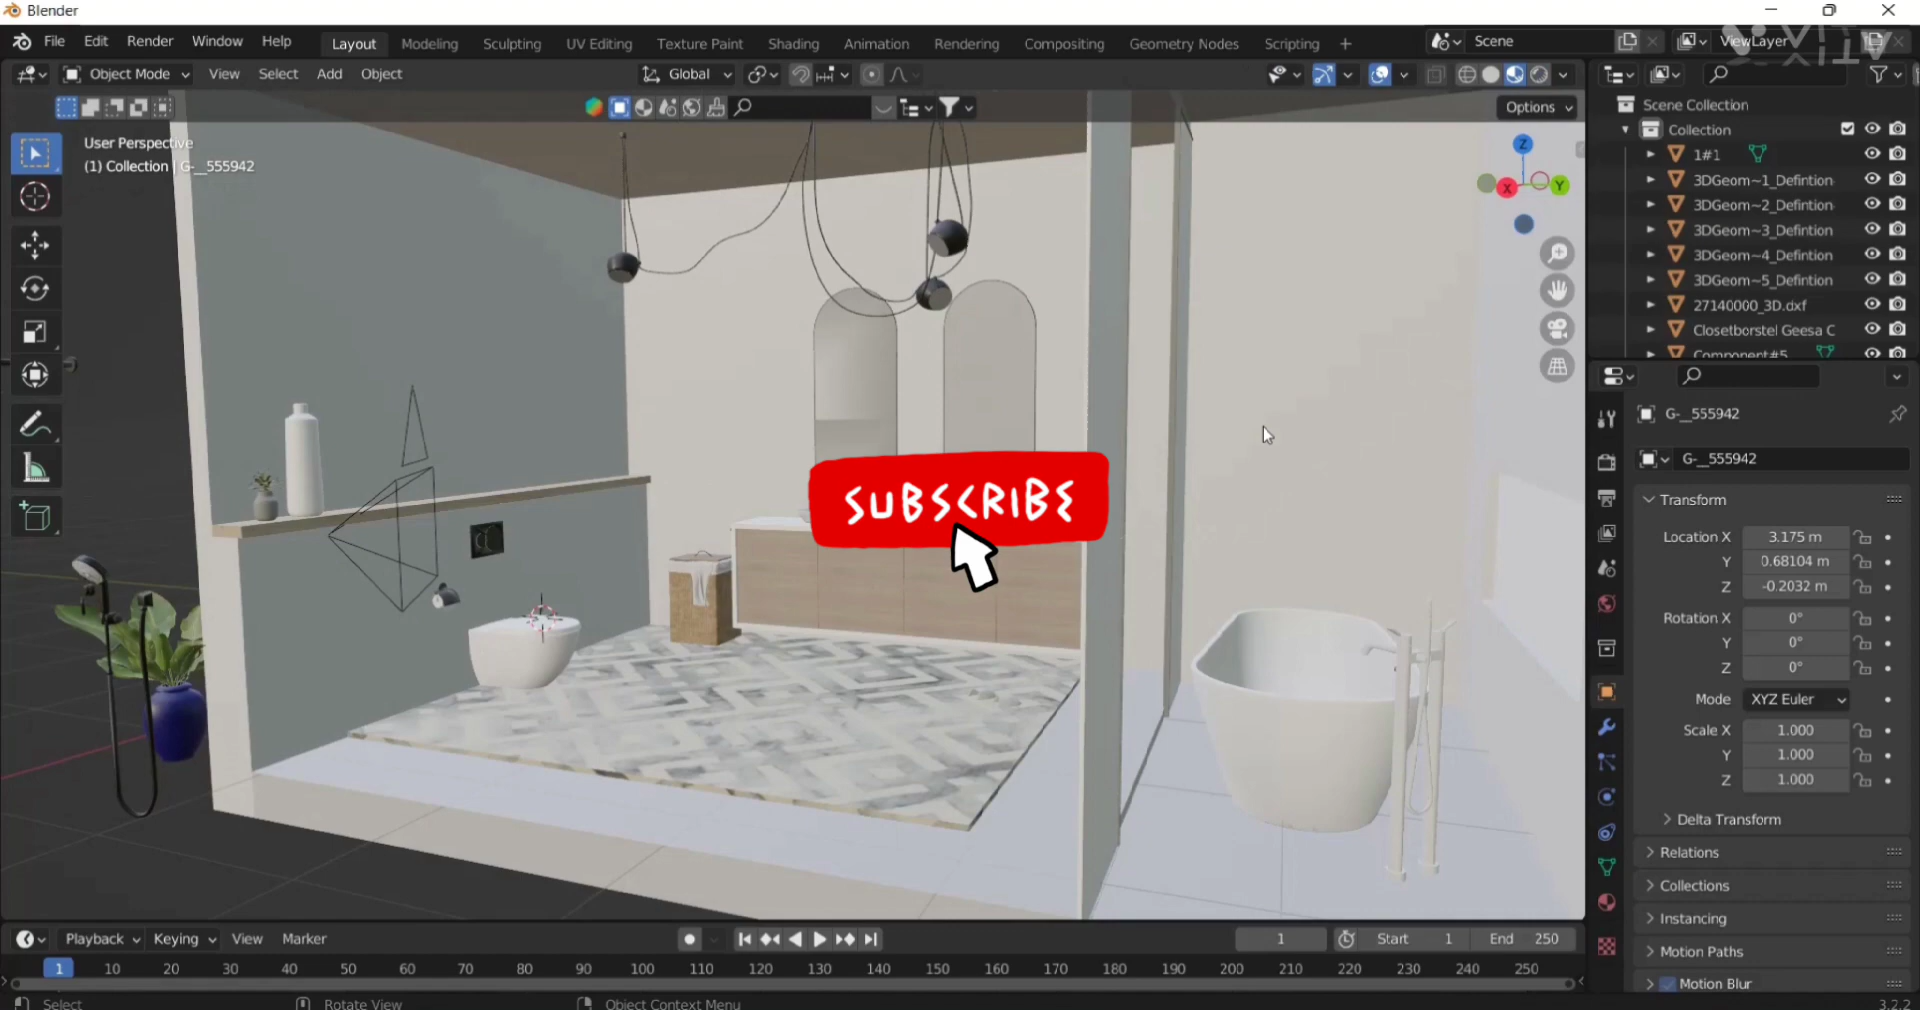 Blender
File Edit Render Window Help Layout Modeling Sculpting UV Editing Texture Paint Shading Animation Rendering Compositing Geometry Nodes Scripting + Scene ViewLayer
Object Mode View Select Add Object Global
Options
User Perspective
(1) Collection | G-__555942
Z
X
Y
SUBSCRIBE
Scene Collection
Collection
1#1
3DGeom~1_Defintion
3DGeom~2_Defintion
3DGeom~3_Defintion
3DGeom~4_Defintion
3DGeom~5_Defintion
27140000_3D.dxf
Closetborstel Geesa C
Component#5
G-__555942
G-__555942
Transform
Location X 3.175 m
Y 0.68104 m
Z -0.2032 m
Rotation X 0°
Y 0°
Z 0°
Mode XYZ Euler
Scale X 1.000
Y 1.000
Z 1.000
Delta Transform
Relations
Collections
Instancing
Motion Paths
Motion Blur
Playback Keying View Marker 1 Start 1 End 250
1 10 20 30 40 50 60 70 80 90 100 110 120 130 140 150 160 170 180 190 200 210 220 230 240 250
Select Rotate View Object Context Menu 3.2.2